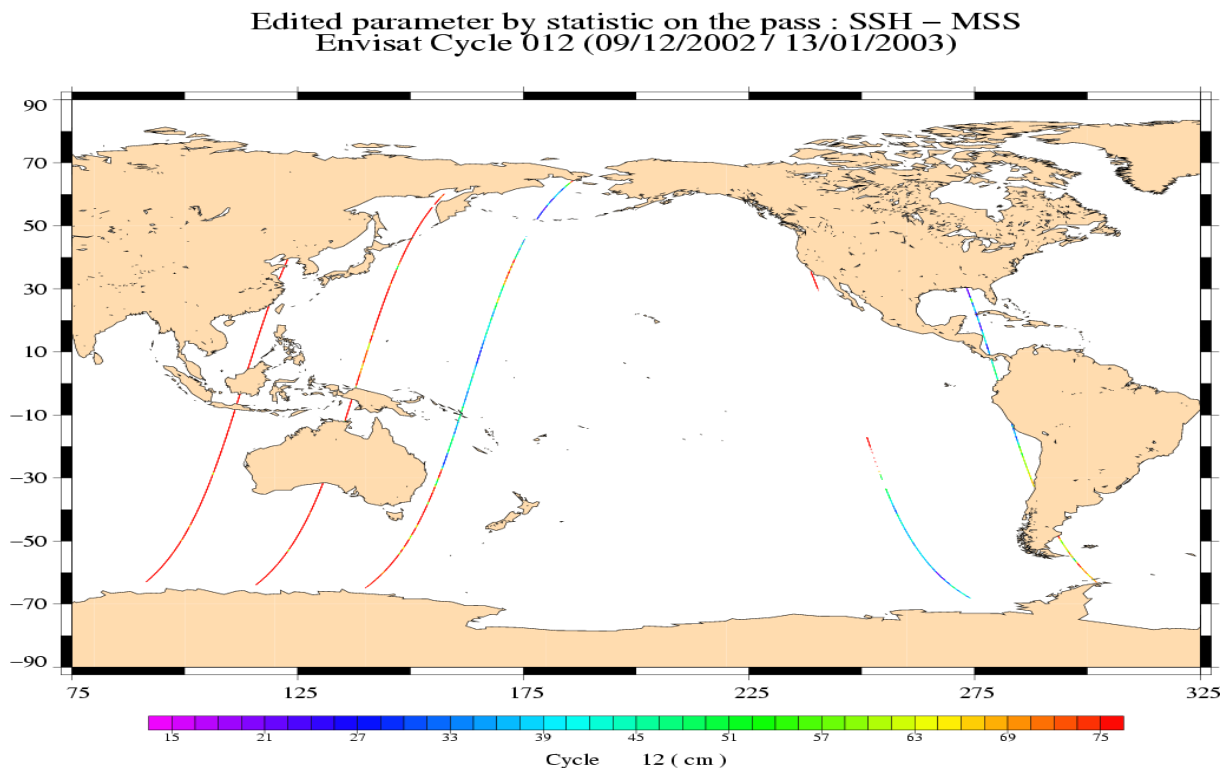 Edited parameter by statistic on the pass : SSH − MSS
Envisat Cycle 012 (09/12/2002 / 13/01/2003)
90
70
50
30
10
−10
−30
−50
−70
−90
75 125 175 225 275 325
15 21 27 33 39 45 51 57 63 69 75
Cycle 12 ( cm )